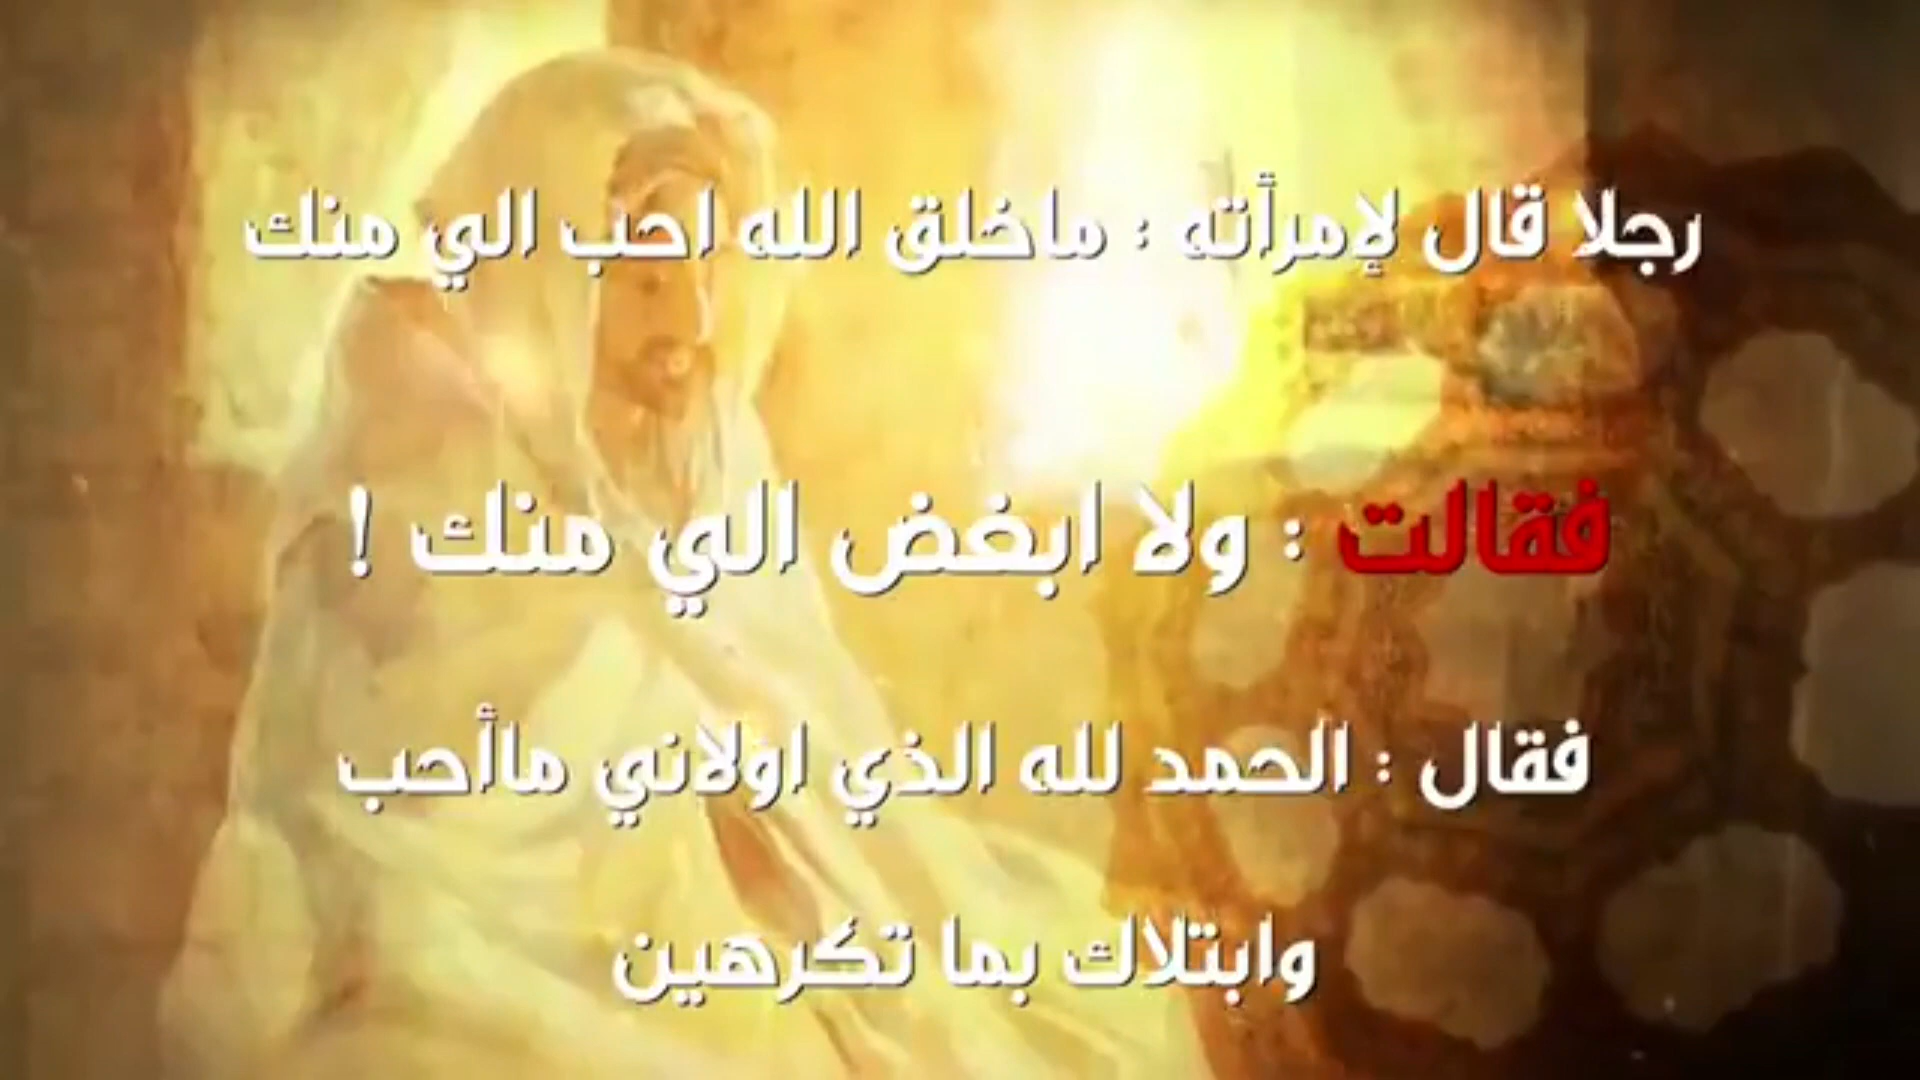 رجلا قال لإمرأته : ماخلق الله احب الي منك
فقالت : ولا ابغض الي منك !
فقال : الحمد لله الذي اولاني ماأحب
وابتلاك بما تكرهين